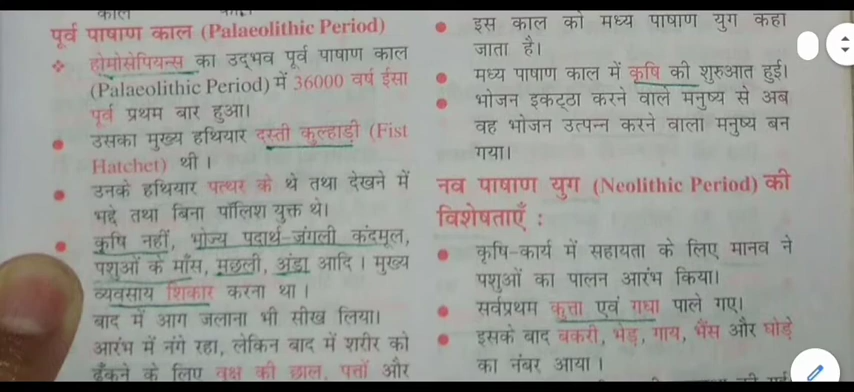 काल काल
पूर्व पाषाण काल (Palaeolithic Period)
❖ होमोसेपियन्स का उद्भव पूर्व पाषाण काल
(Palaeolithic Period) में 36000 वर्ष ईसा
पूर्व प्रथम बार हुआ।
● उसका मुख्य हथियार दस्ती कुल्हाड़ी (Fist
Hatchet) थी ।
● उनके हथियार पत्थर के थे तथा देखने में
भद्दे तथा बिना पॉलिश युक्त थे।
● कृषि नहीं, भोज्य पदार्थ-जंगली कंदमूल,
पशुओं के माँस, मछली, अंडा आदि । मुख्य
व्यवसाय शिकार करना था ।
बाद में आग जलाना भी सीख लिया।
आरंभ में नंगे रहा, लेकिन बाद में शरीर को
ढँकने के लिए वृक्ष की छाल, पत्तों और
● इस काल को मध्य पाषाण युग कहा
जाता है।
● मध्य पाषाण काल में कृषि की शुरुआत हुई।
● भोजन इकट्ठा करने वाले मनुष्य से अब
वह भोजन उत्पन्न करने वाला मनुष्य बन
गया।
नव पाषाण युग (Neolithic Period) की
विशेषताएँ :
● कृषि-कार्य में सहायता के लिए मानव ने
पशुओं का पालन आरंभ किया।
● सर्वप्रथम कुत्ता एवं गधा पाले गए।
● इसके बाद बकरी, भेड़, गाय, भैंस और घोड़े
का नंबर आया ।